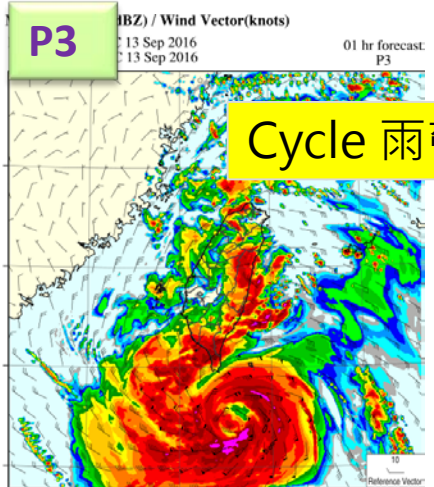 P3
(dBZ) / Wind Vector(knots)
13 Sep 2016
13 Sep 2016
01 hr forecast
P3
Cycle 雨
10
Reference Vector